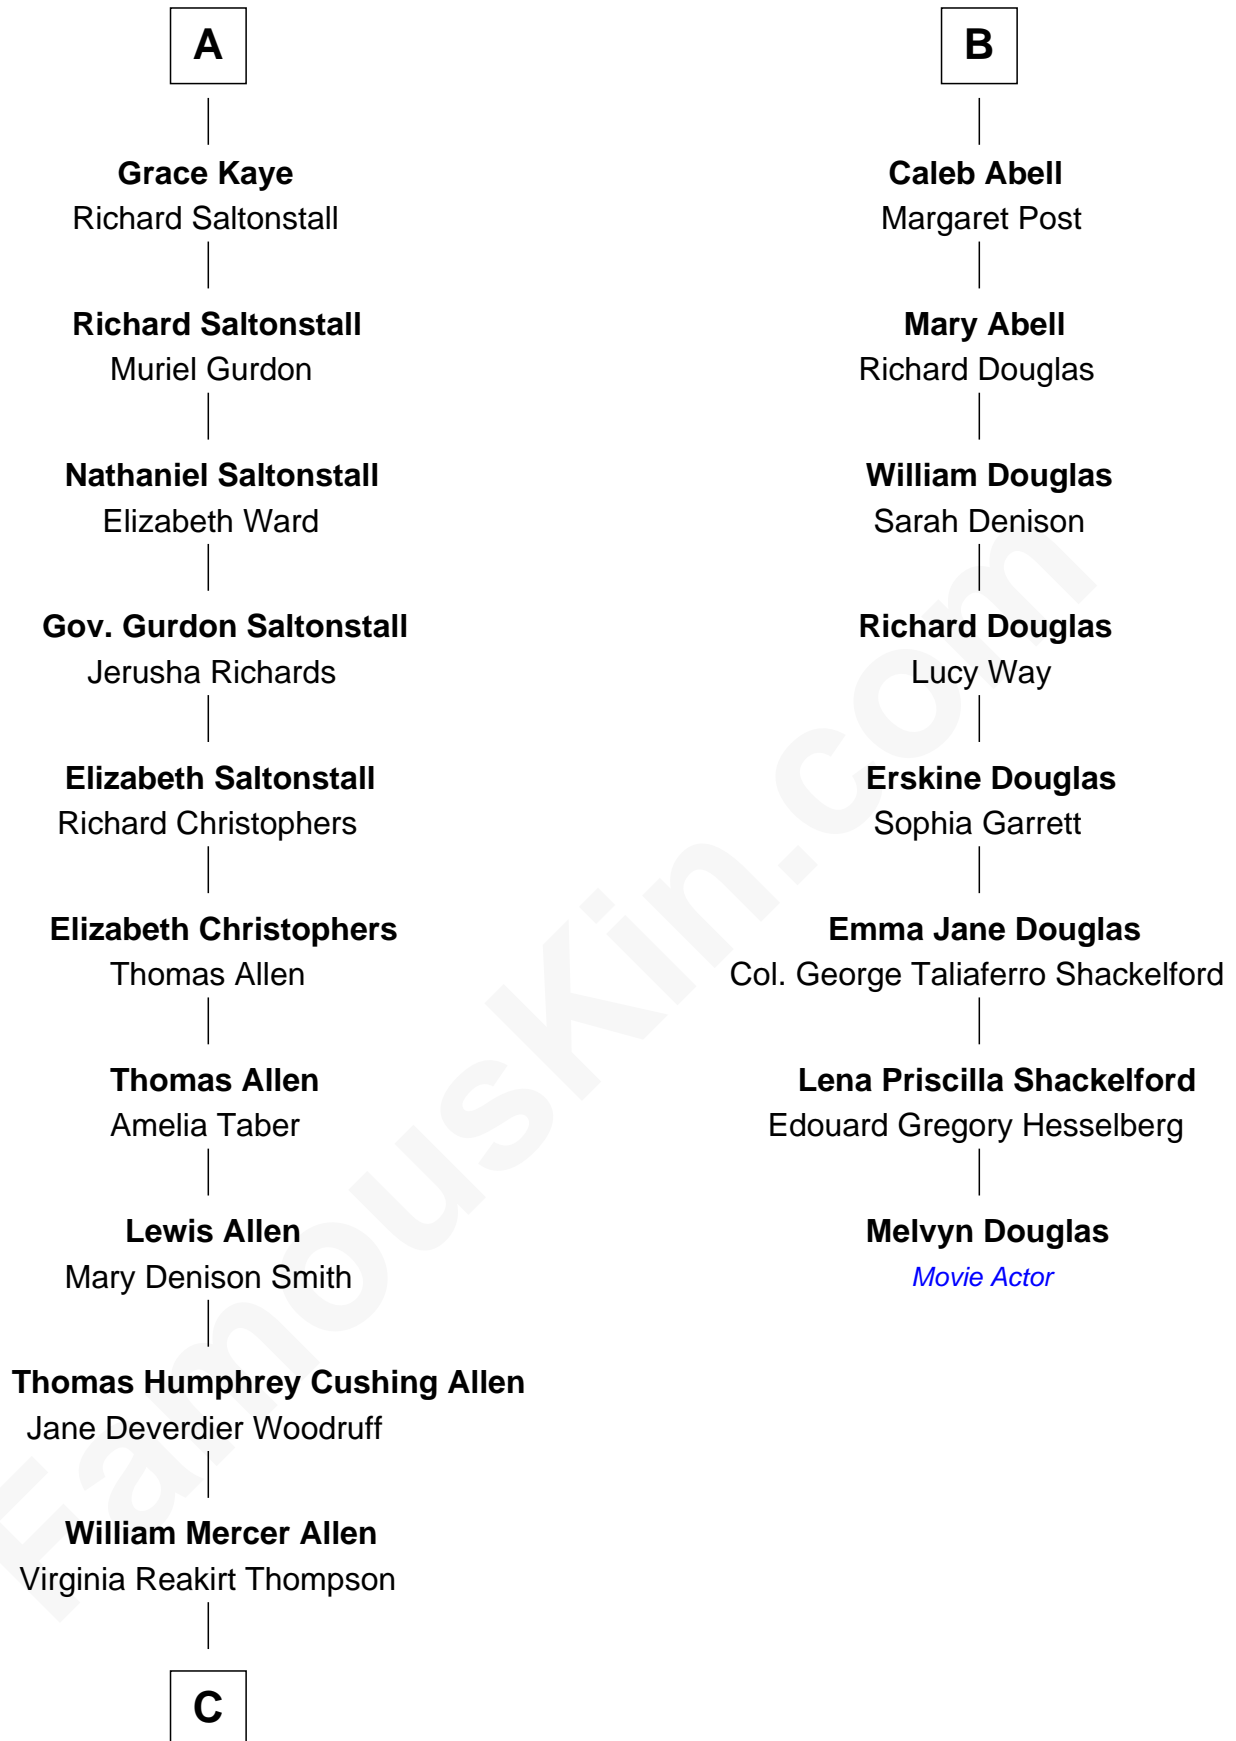 A
Grace Kaye
Richard Saltonstall
Richard Saltonstall
Muriel Gurdon
Nathaniel Saltonstall
Elizabeth Ward
Gov. Gurdon Saltonstall
Jerusha Richards
Elizabeth Saltonstall
Richard Christophers
Elizabeth Christophers
Thomas Allen
Thomas Allen
Amelia Taber
Lewis Allen
Mary Denison Smith
Thomas Humphrey Cushing Allen
Jane Deverdier Woodruff
William Mercer Allen
Virginia Reakirt Thompson
C
B
Caleb Abell
Margaret Post
Mary Abell
Richard Douglas
William Douglas
Sarah Denison
Richard Douglas
Lucy Way
Erskine Douglas
Sophia Garrett
Emma Jane Douglas
Col. George Taliaferro Shackelford
Lena Priscilla Shackelford
Edouard Gregory Hesselberg
Melvyn Douglas
Movie Actor
FamousKin.com